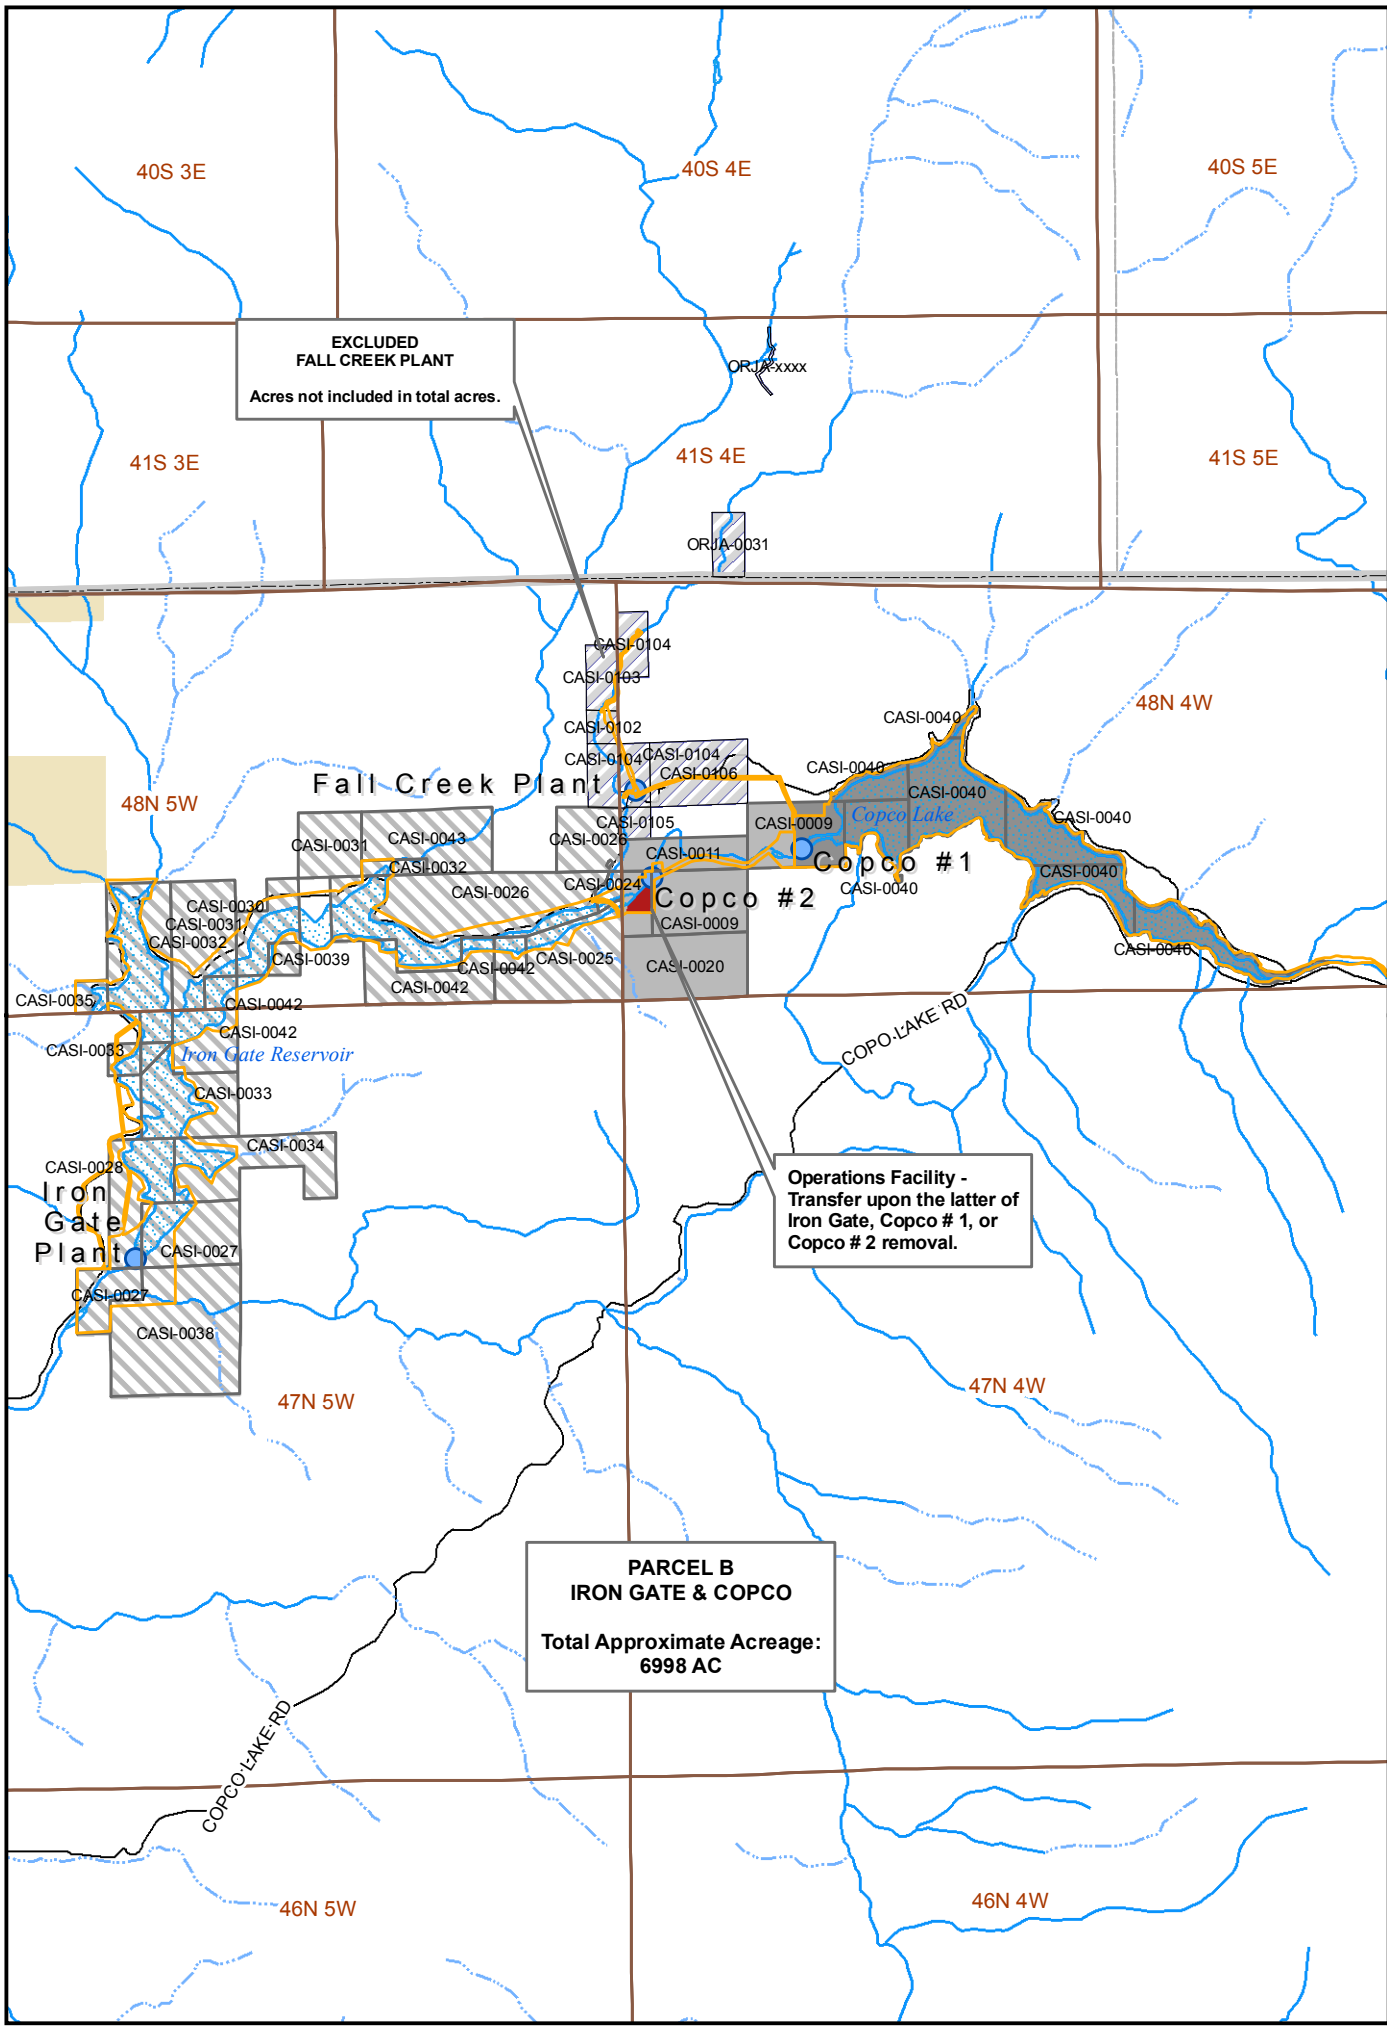 40S 3E
40S 4E
40S 5E
EXCLUDED
FALL CREEK PLANT
Acres not included in total acres.
ORJA-xxxx
41S 3E
41S 4E
41S 5E
ORJA-0031
CASI-0104
CASI-0103
CASI-0102
CASI-0104
CASI-0104
CASI-0106
48N 4W
CASI-0040
CASI-0040
CASI-0040
CASI-0040
Fall Creek Plant
48N 5W
CASI-0105
CASI-0009
Copco Lake
CASI-0031
CASI-0043
CASI-0026
CASI-0032
CASI-0011
Copco #1
CASI-0040
CASI-0040
CASI-0026
CASI-0024
Copco #2
CASI-0030
CASI-0031
CASI-0032
CASI-0009
CASI-0040
CASI-0039
CASI-0042
CASI-0025
CASI-0020
CASI-0042
CASI-0035
CASI-0042
CASI-0042
CASI-0033
Iron Gate Reservoir
COPO LAKE RD
CASI-0033
CASI-0034
CASI-0028
Iron
Gate
Plant
Operations Facility -
Transfer upon the latter of
Iron Gate, Copco # 1, or
Copco # 2 removal.
CASI-0027
CASI-0027
CASI-0038
47N 5W
47N 4W
PARCEL B
IRON GATE & COPCO
Total Approximate Acreage:
6998 AC
COPCO LAKE RD
46N 5W
46N 4W